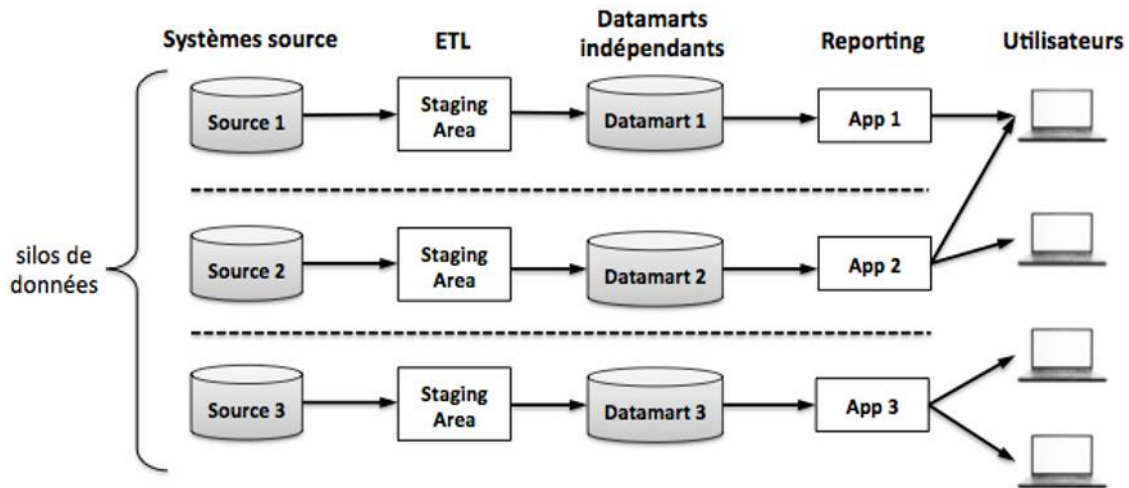 Systèmes source
ETL
Datamarts
indépendants
Reporting
Utilisateurs
silos de
données
Source 1
Staging
Area
Datamart 1
App 1
Source 2
Staging
Area
Datamart 2
App 2
Source 3
Staging
Area
Datamart 3
App 3